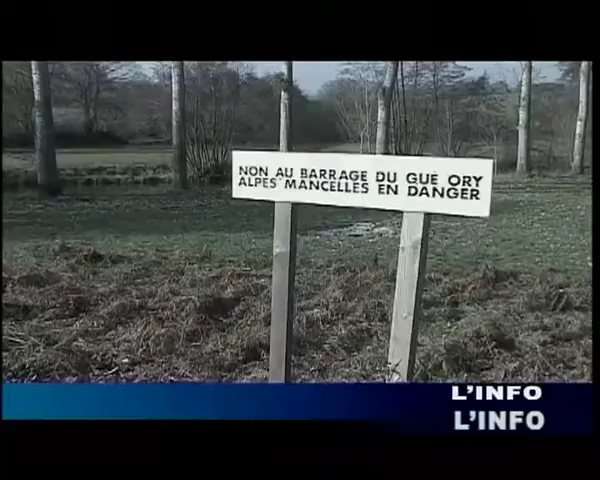 NON AU BARRAGE DU GUÉ ORY
ALPES MANCELLES EN DANGER
L'INFO
L'INFO